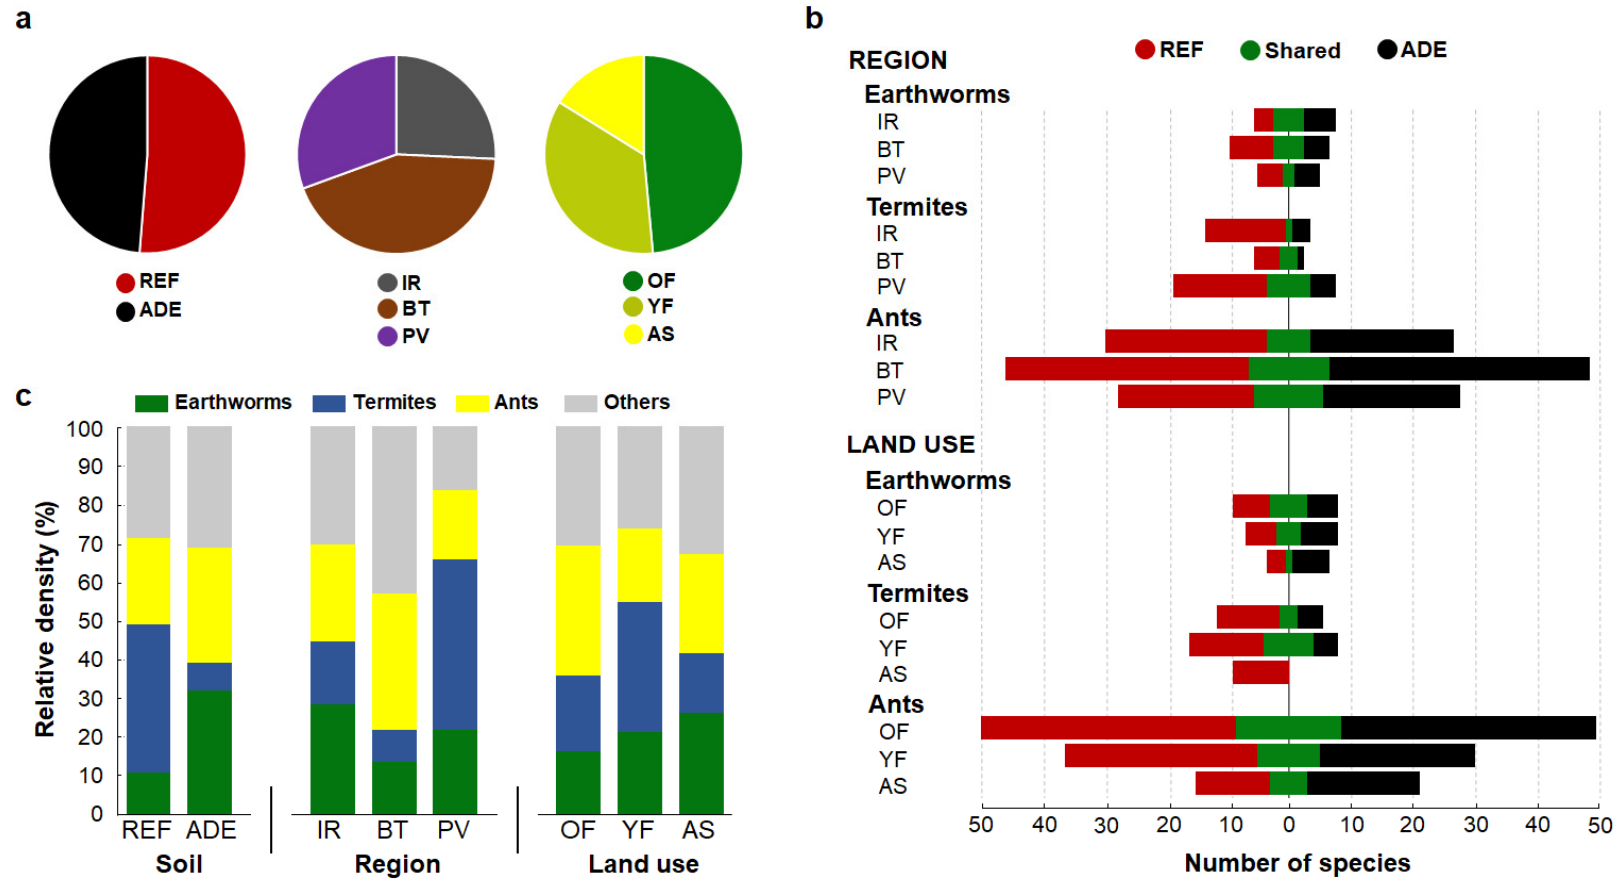 a
REF
ADE
IR
BT
PV
OF
YF
AS
b
REF Shared ADE
REGION
Earthworms
IR
BT
PV
Termites
IR
BT
PV
Ants
IR
BT
PV
LAND USE
Earthworms
OF
YF
AS
Termites
OF
YF
AS
Ants
OF
YF
AS
50 40 30 20 10 0 10 20 30 40 50
Number of species
c
Earthworms Termites Ants Others
Relative density (%)
100
90
80
70
60
50
40
30
20
10
0
REF ADE IR BT PV OF YF AS
Soil Region Land use